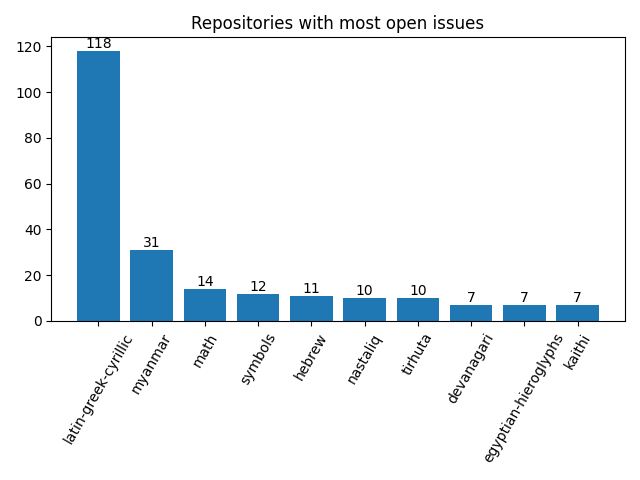 Repositories with most open issues
118
31
14
12
11
10
10
7
7
7
120
100
80
60
40
20
0
latin-greek-cyrillic
myanmar
math
symbols
hebrew
nastaliq
tirhuta
devanagari
egyptian-hieroglyphs
kaithi